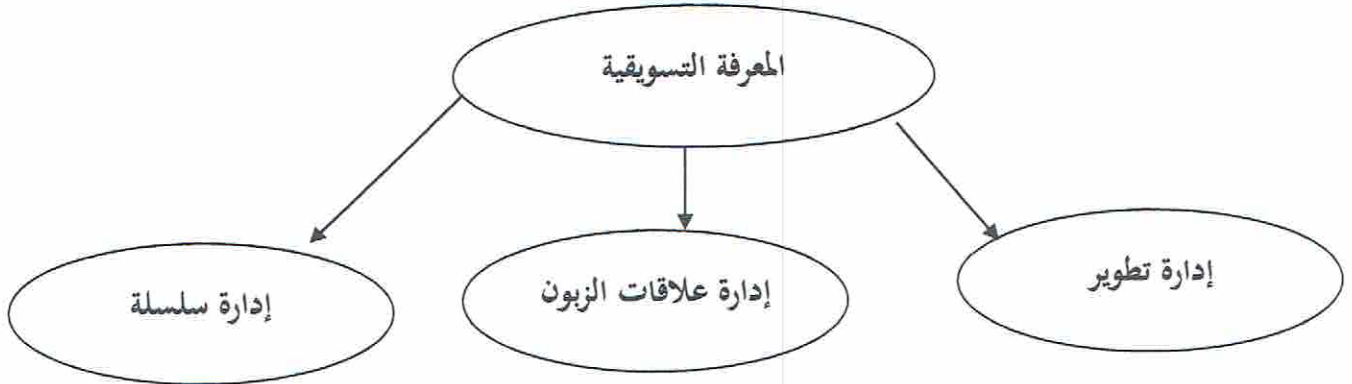 المعرفة التسويقية
إدارة تطوير
إدارة علاقات الزبون
إدارة سلسلة